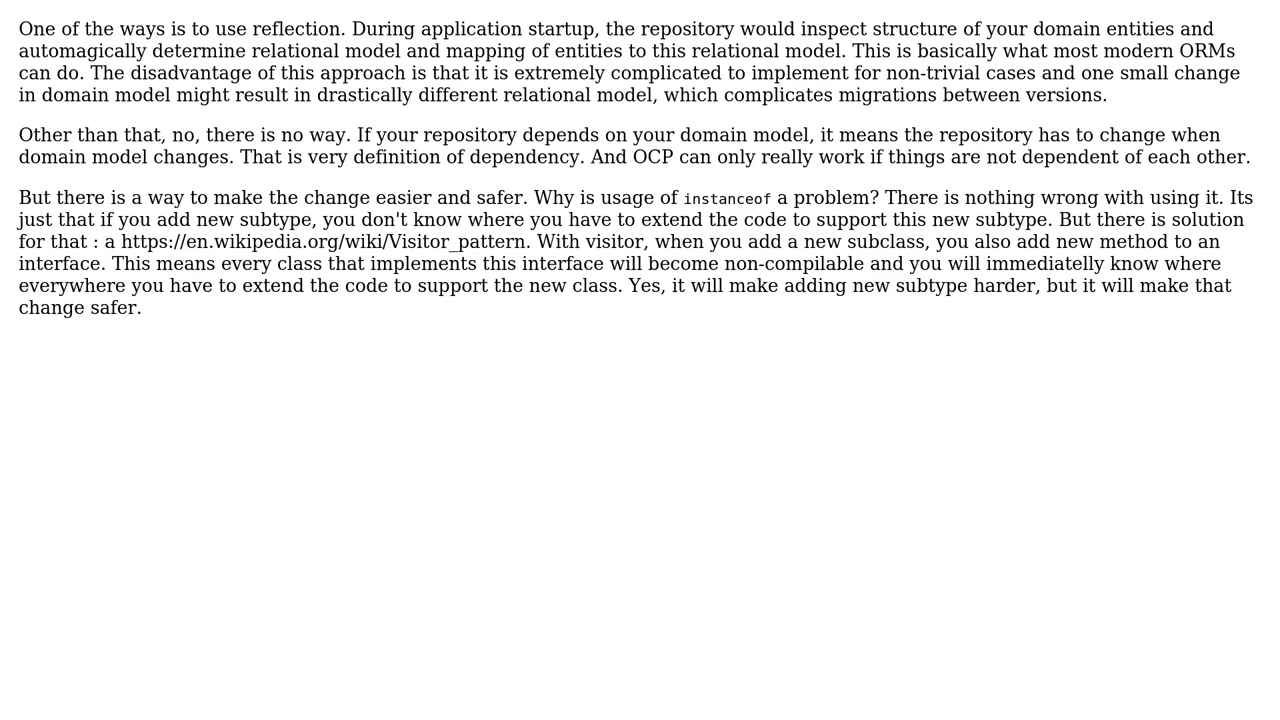 One of the ways is to use reflection. During application startup, the repository would inspect structure of your domain entities and
automagically determine relational model and mapping of entities to this relational model. This is basically what most modern ORMs
can do. The disadvantage of this approach is that it is extremely complicated to implement for non-trivial cases and one small change
in domain model might result in drastically different relational model, which complicates migrations between versions.
Other than that, no, there is no way. If your repository depends on your domain model, it means the repository has to change when
domain model changes. That is very definition of dependency. And OCP can only really work if things are not dependent of each other.
But there is a way to make the change easier and safer. Why is usage of instanceof a problem? There is nothing wrong with using it. Its
just that if you add new subtype, you don't know where you have to extend the code to support this new subtype. But there is solution
for that : a https://en.wikipedia.org/wiki/Visitor_pattern. With visitor, when you add a new subclass, you also add new method to an
interface. This means every class that implements this interface will become non-compilable and you will immediatelly know where
everywhere you have to extend the code to support the new class. Yes, it will make adding new subtype harder, but it will make that
change safer.